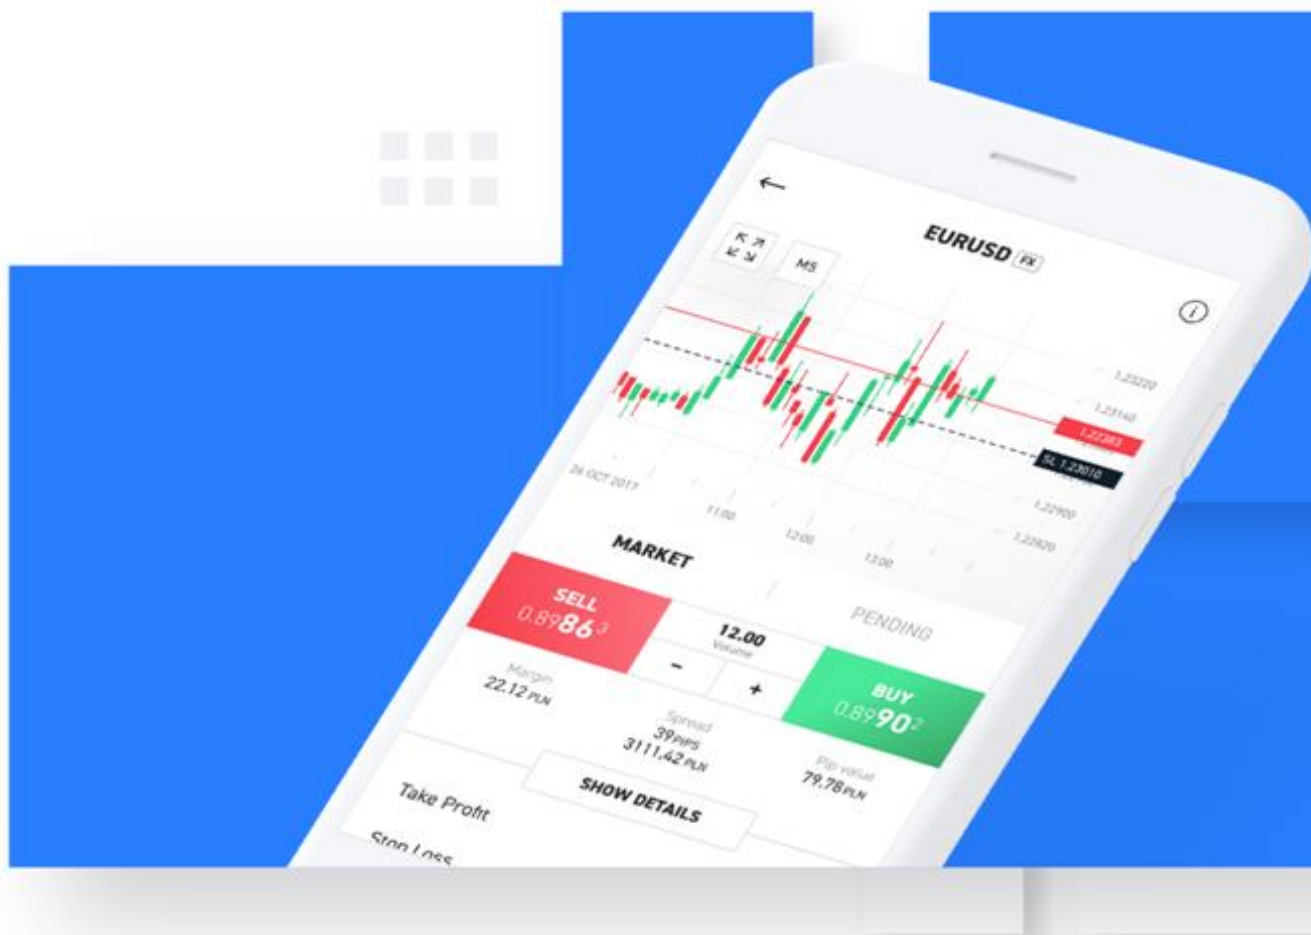 EURUSD FX
M5
1.23220
1.23160
1.22383
SL 1.23010
1.22900
1.22820
26 OCT 2017
11:00
12:00
13:00
MARKET
PENDING
SELL
0.89863
12.00
Volume
-
+
BUY
0.89902
Margin
22.12 PLN
Spread
39 PIPS
3111.42 PLN
Pip value
79.78 PLN
SHOW DETAILS
Take Profit
Stop Loss